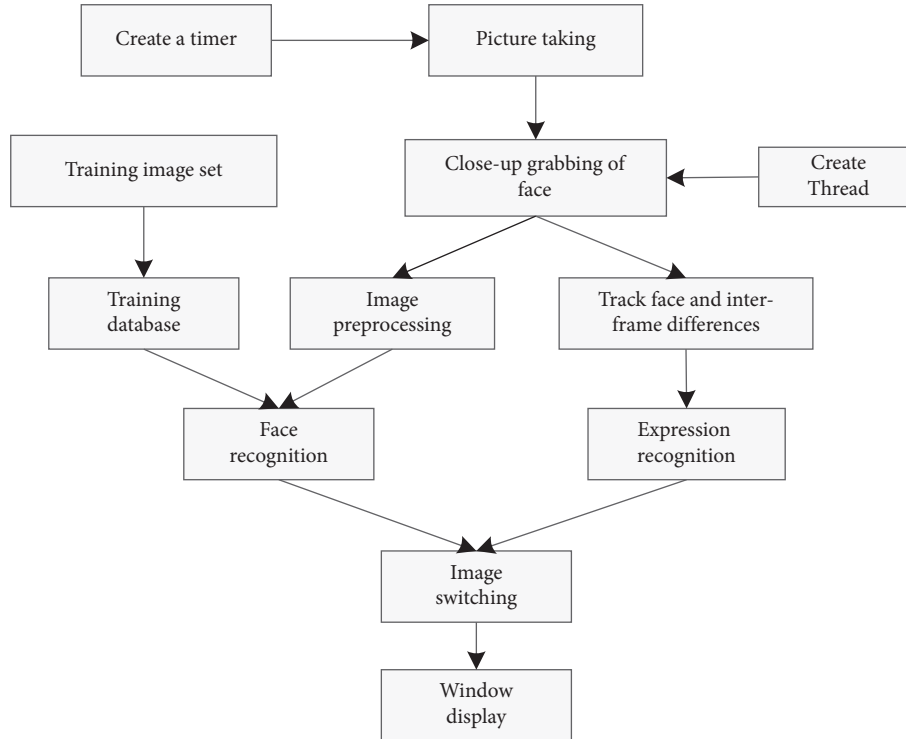 Create a timer
Picture taking
Training image set
Close-up grabbing of
face
Create
Thread
Training
database
Image
preprocessing
Track face and inter-
frame differences
Face
recognition
Expression
recognition
Image
switching
Window
display